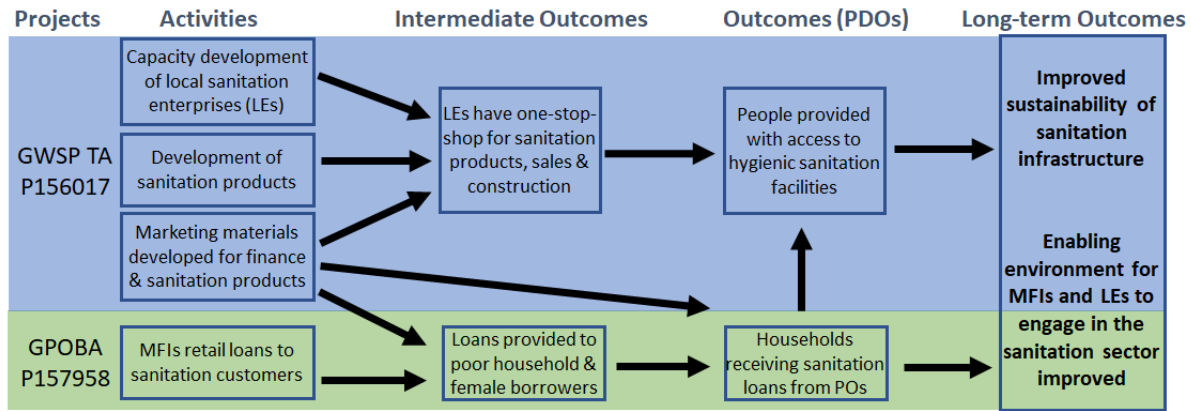 Projects
Activities
Intermediate Outcomes
Outcomes (PDOs)
Long-term Outcomes
GWSP TA
P156017
Capacity development
of local sanitation
enterprises (LEs)
Development of
sanitation products
Marketing materials
developed for finance
& sanitation products
LEs have one-stop-
shop for sanitation
products, sales &
construction
People provided
with access to
hygienic sanitation
facilities
Improved
sustainability of
sanitation
infrastructure
Enabling
environment for
MFIs and LEs to
engage in the
sanitation sector
improved
GPOBA
P157958
MFIs retail loans to
sanitation customers
Loans provided to
poor household &
female borrowers
Households
receiving sanitation
loans from POs